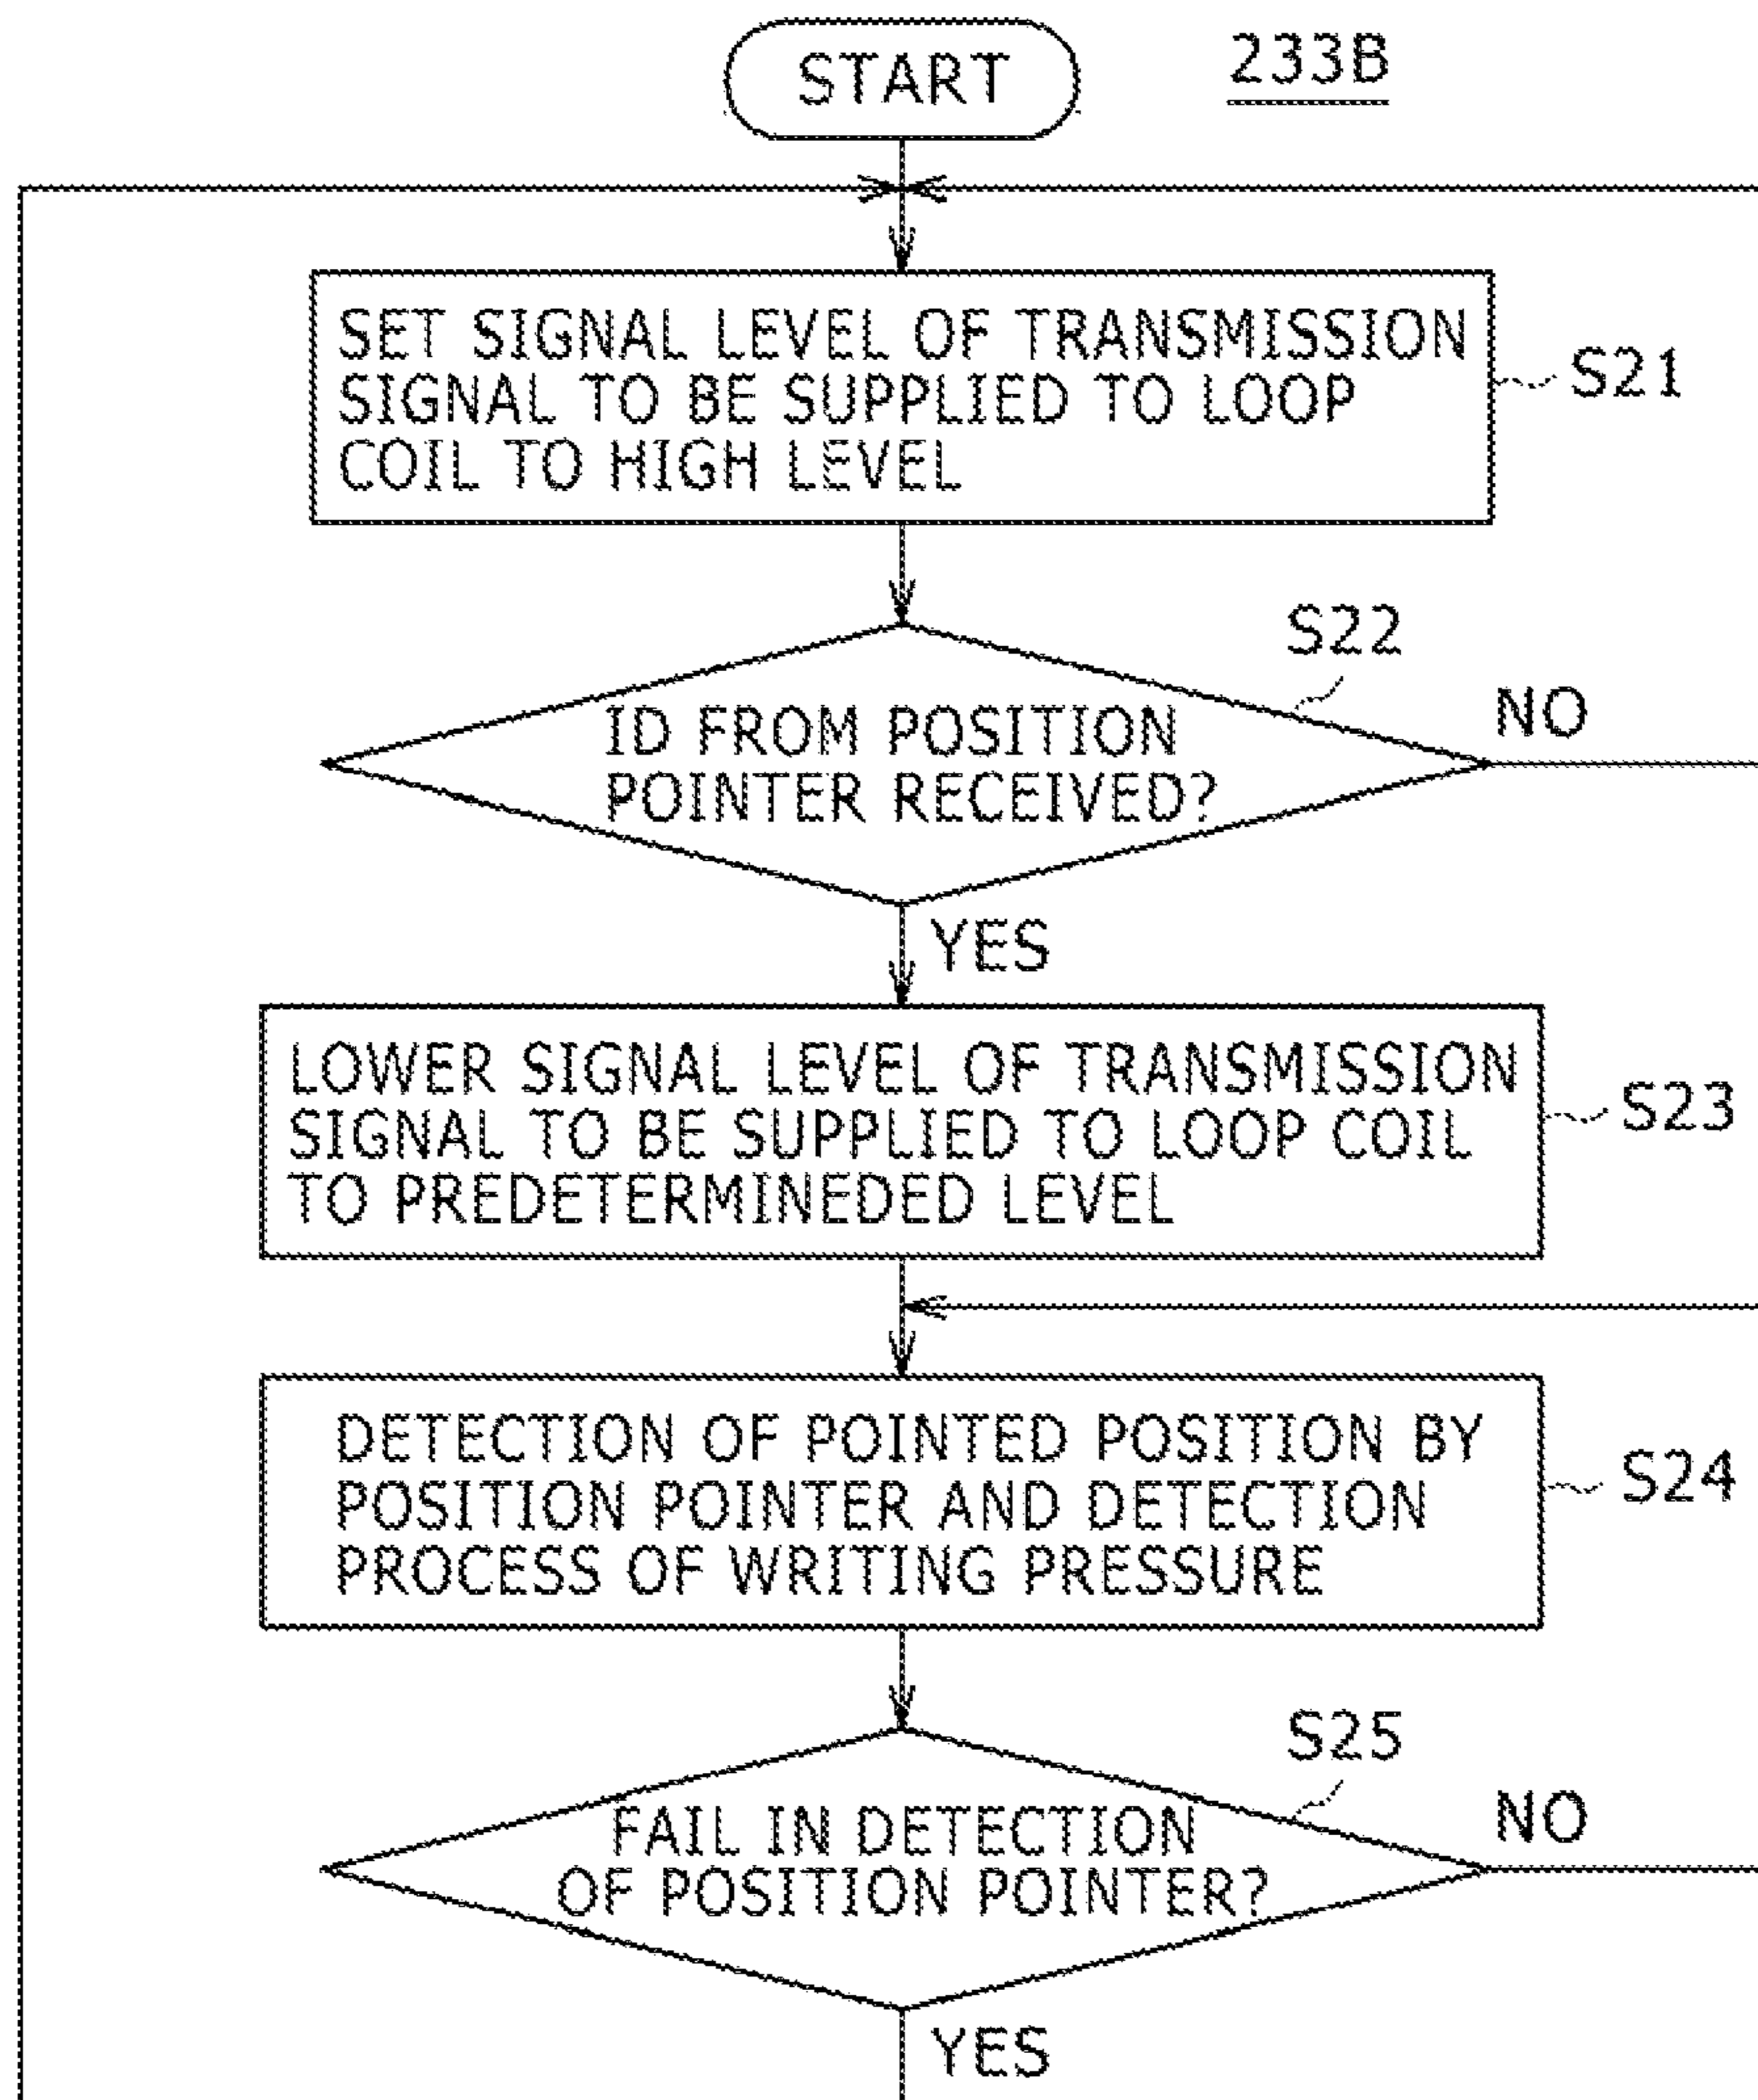 START
233B
SET SIGNAL LEVEL OF TRANSMISSION
SIGNAL TO BE SUPPLIED TO LOOP
COIL TO HIGH LEVEL
S21
S22
ID FROM POSITION
POINTER RECEIVED?
NO
YES
LOWER SIGNAL LEVEL OF TRANSMISSION
SIGNAL TO BE SUPPLIED TO LOOP COIL
TO PREDETERMINEDED LEVEL
S23
DETECTION OF POINTED POSITION BY
POSITION POINTER AND DETECTION
PROCESS OF WRITING PRESSURE
S24
S25
FAIL IN DETECTION
OF POSITION POINTER?
NO
YES